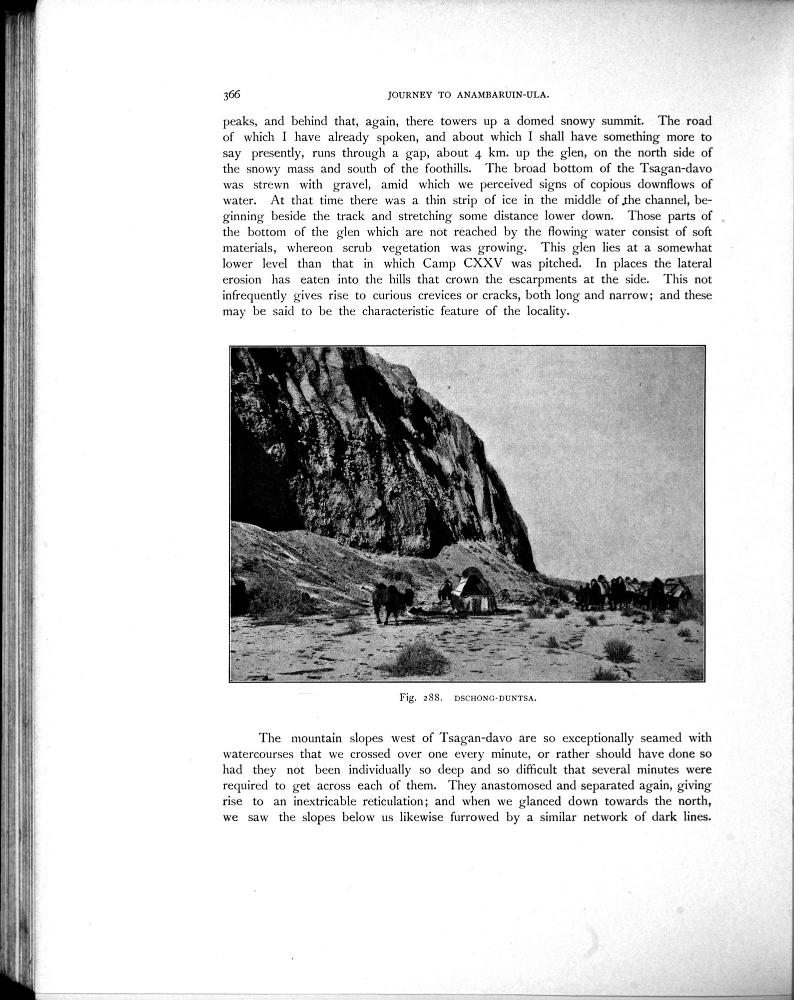 366
JOURNEY TO ANAMBARUIN-ULA.
peaks, and behind that, again, there towers up a domed snowy summit. The road
of which I have already spoken, and about which I shall have something more to
say presently, runs through a gap, about 4 km. up the glen, on the north side of
the snowy mass and south of the foothills. The broad bottom of the Tsagan-davo
was strewn with gravel, amid which we perceived signs of copious downflows of
water. At that time there was a thin strip of ice in the middle of the channel, be-
ginning beside the track and stretching some distance lower down. Those parts of
the bottom of the glen which are not reached by the flowing water consist of soft
materials, whereon scrub vegetation was growing. This glen lies at a somewhat
lower level than that in which Camp CXXV was pitched. In places the lateral
erosion has eaten into the hills that crown the escarpments at the side. This not
infrequently gives rise to curious crevices or cracks, both long and narrow; and these
may be said to be the characteristic feature of the locality.
Fig. 288. DSCHONG-DUNTSA.
The mountain slopes west of Tsagan-davo are so exceptionally seamed with
watercourses that we crossed over one every minute, or rather should have done so
had they not been individually so deep and so difficult that several minutes were
required to get across each of them. They anastomosed and separated again, giving
rise to an inextricable reticulation; and when we glanced down towards the north,
we saw the slopes below us likewise furrowed by a similar network of dark lines.